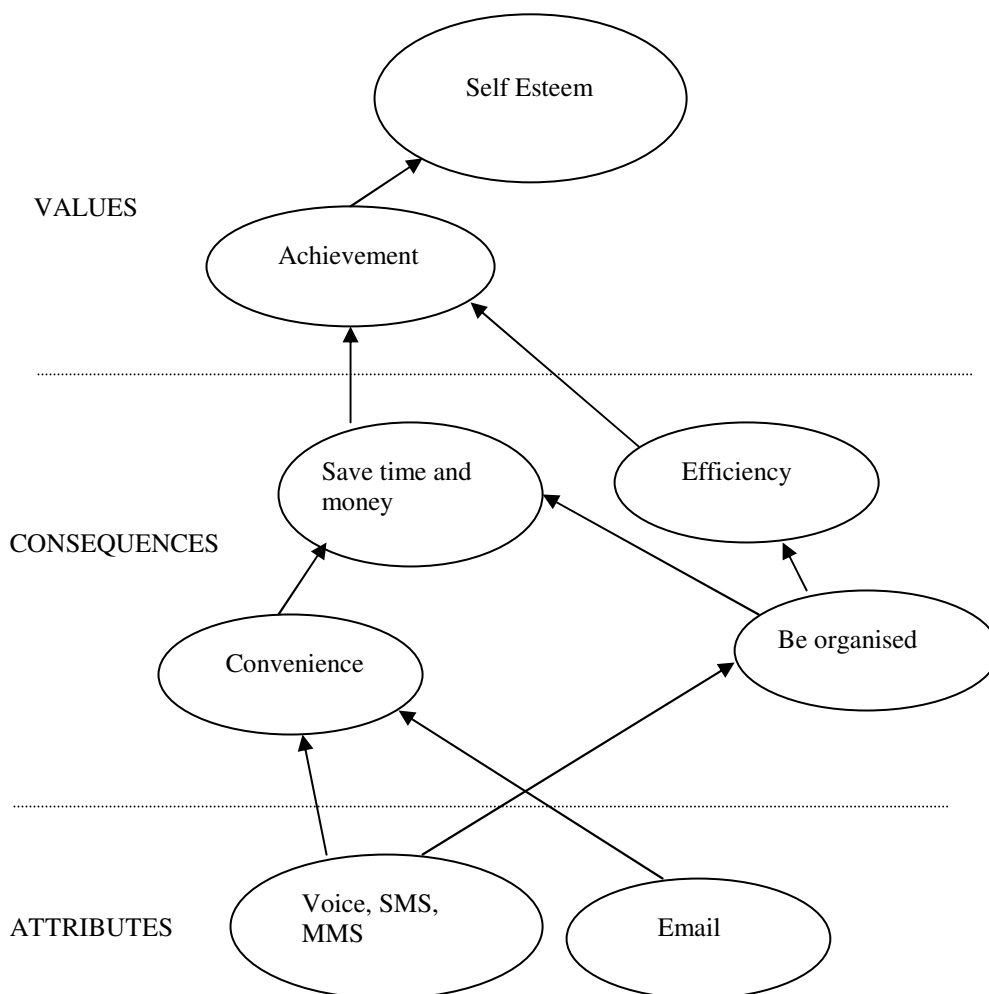 Self Esteem
VALUES
Achievement
Save time and
money
Efficiency
CONSEQUENCES
Be organised
Convenience
Voice, SMS,
MMS
ATTRIBUTES
Email